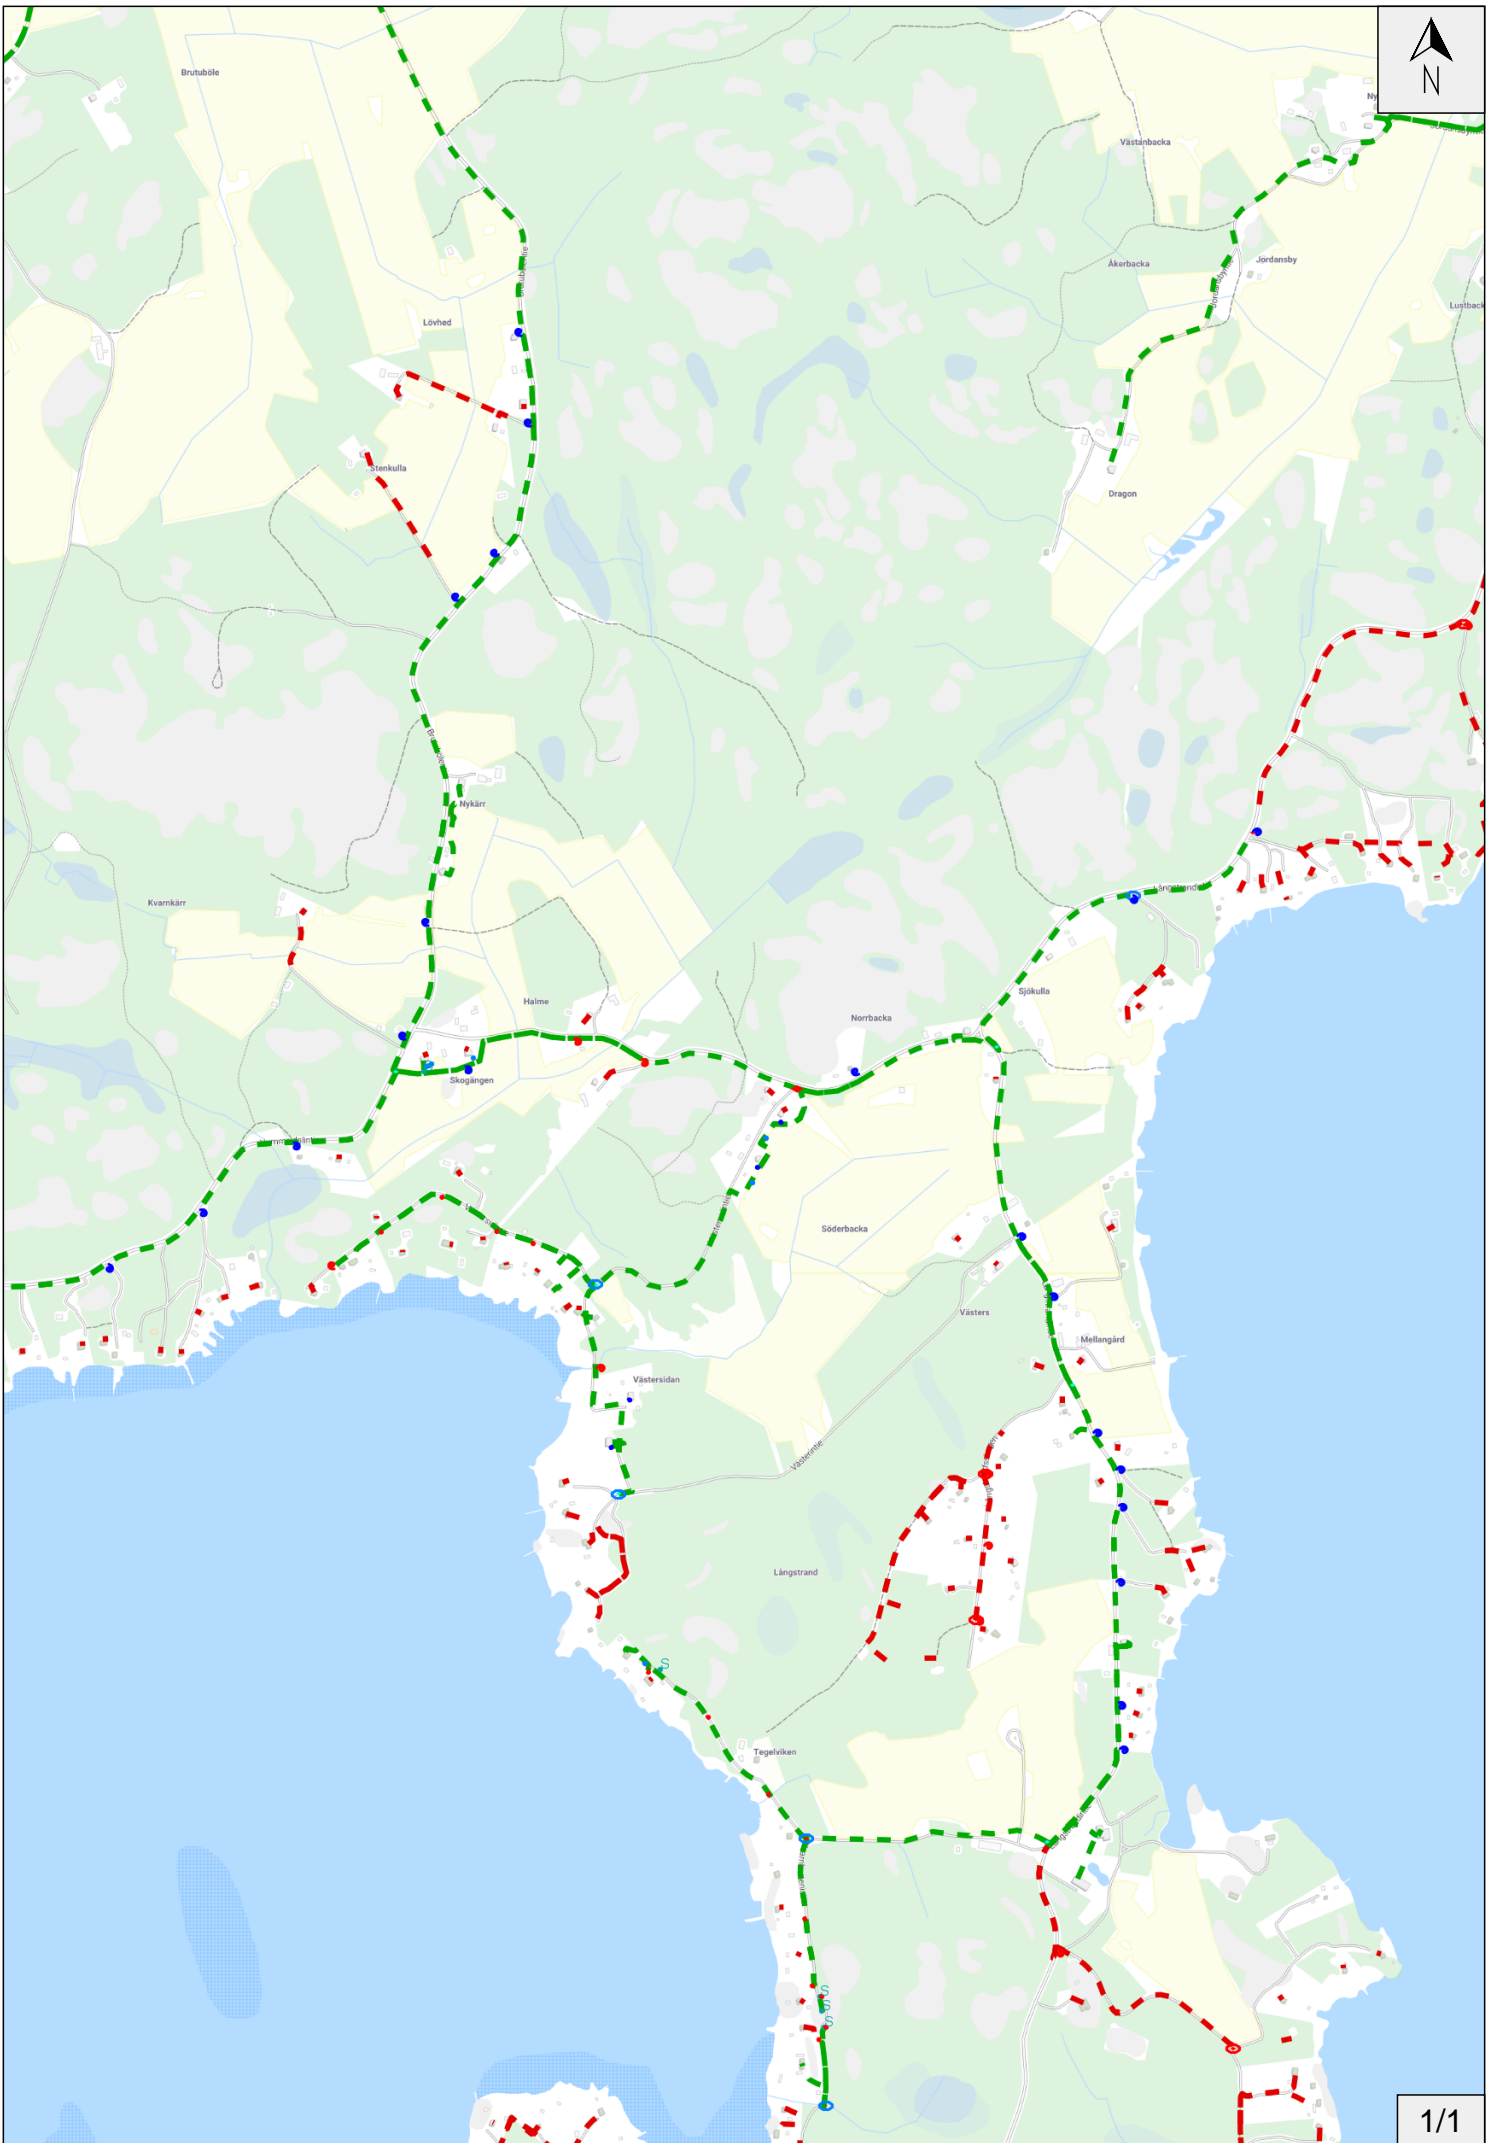 Brutuböle
N
Ny
Västanbacka
Åkerbacka
Jordansby
Lustback
Lövhed
Stenkulla
Dragon
Nykärr
Kvarnkärr
Halme
Norrbacka
Sjökulla
Skogängen
Söderbacka
Västers
Mellangård
Västersidan
Västerintie
Långstrand
S
Tegelviken
S
S
S
1/1